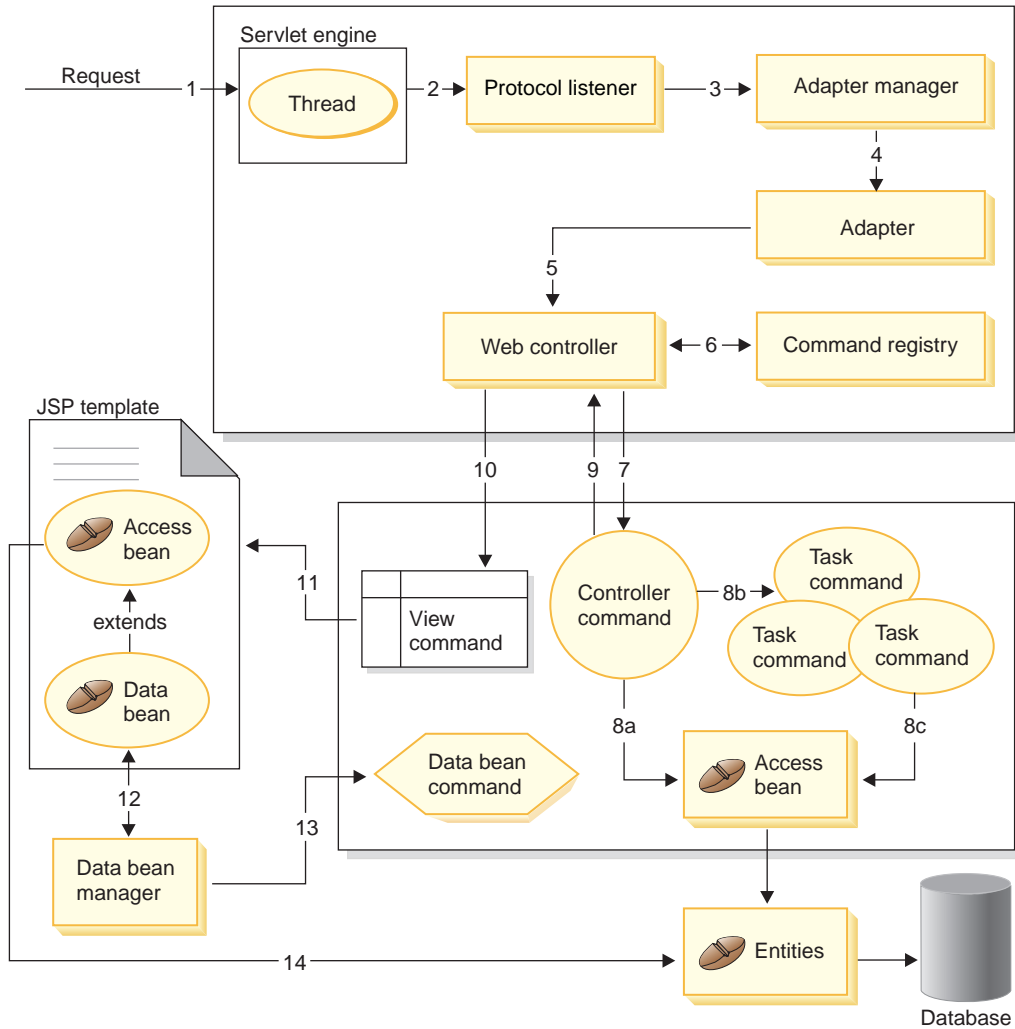 Servlet engine
Request
1
Thread
2
Protocol listener
3
Adapter manager
4
Adapter
5
Web controller
6
Command registry
JSP template
10
9
7
Access
bean
extends
Data
bean
11
View
command
Controller
command
8b
Task
command
Task
command
Task
command
8a
8c
Data bean
command
Access
bean
12
13
Data bean
manager
14
Entities
Database